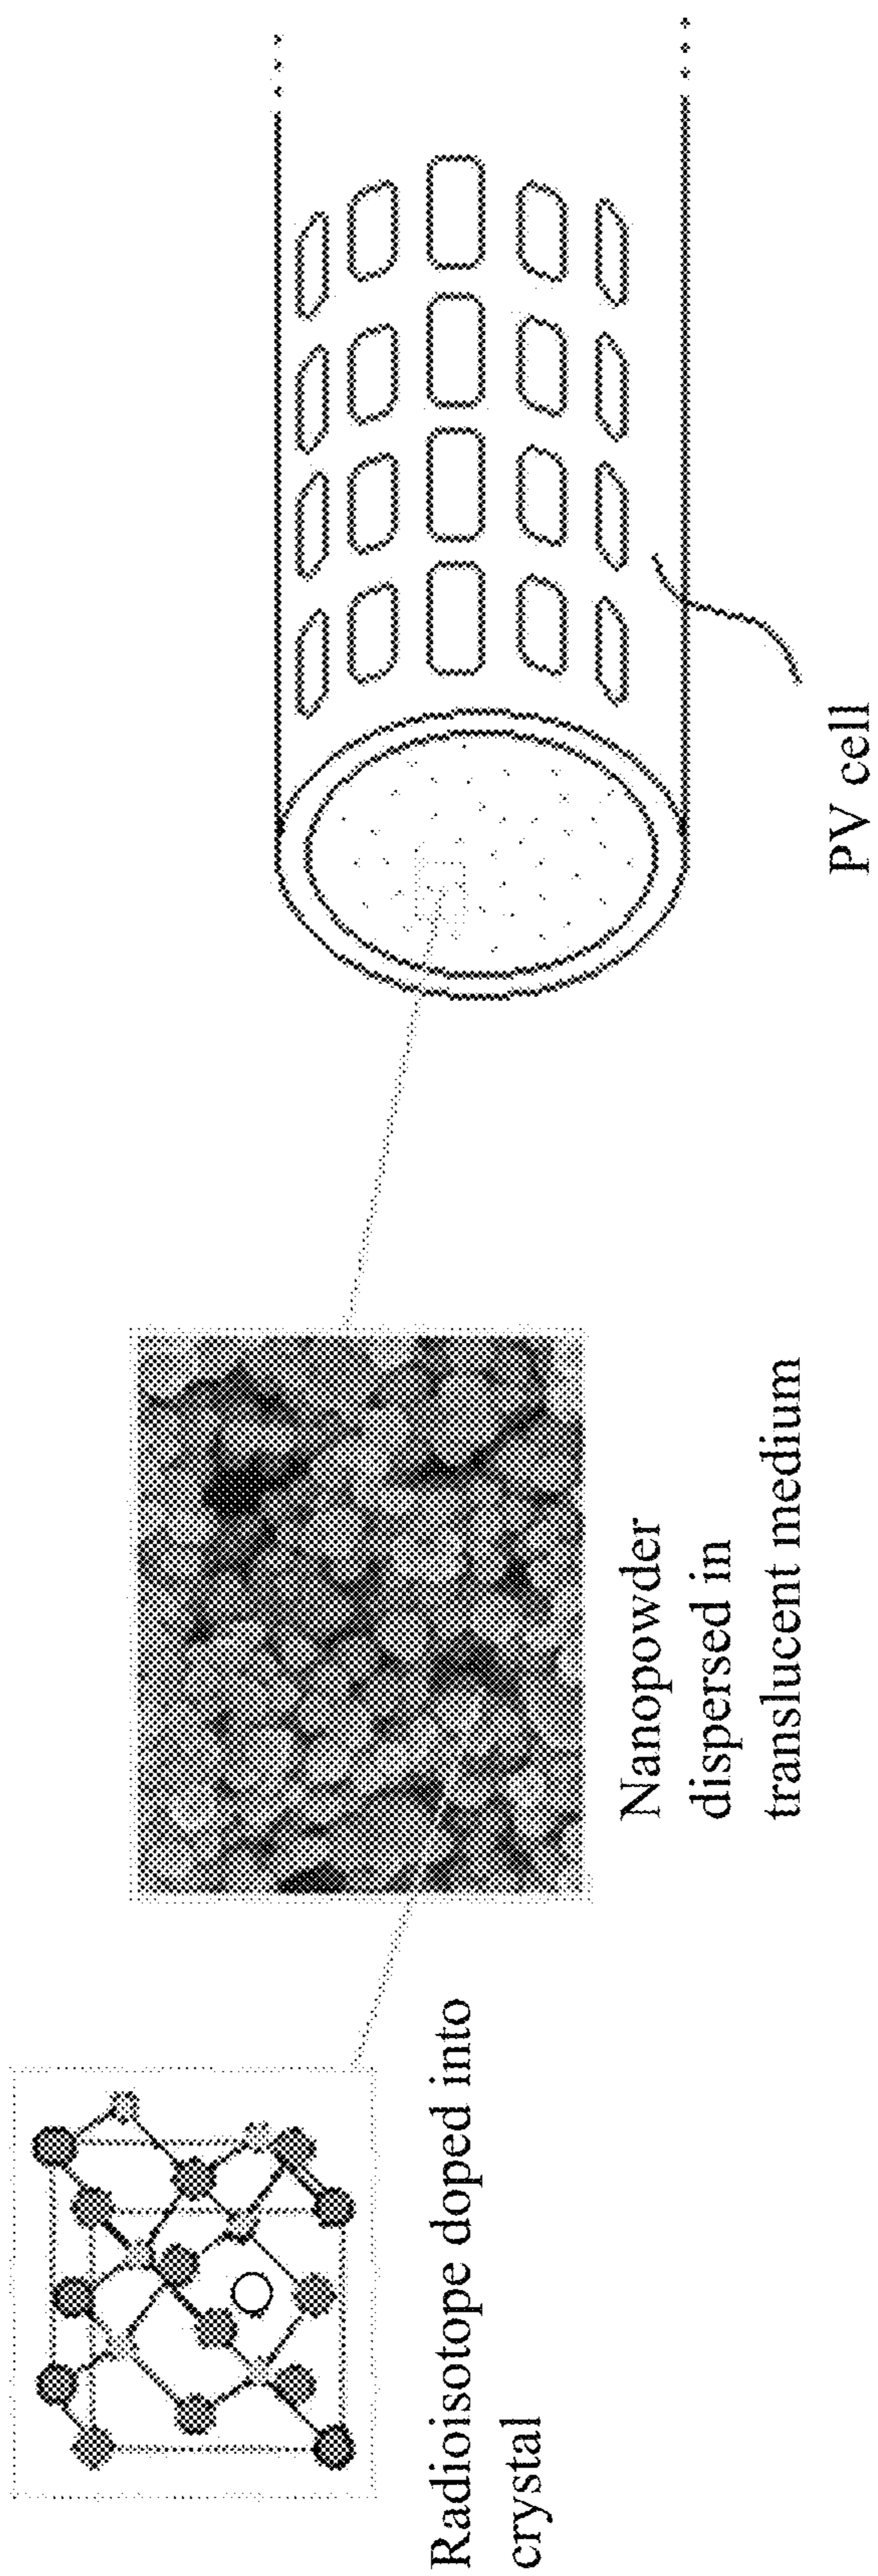 Radioisotope doped into
crystal
Nanopowder
dispersed in
translucent medium
PV cell